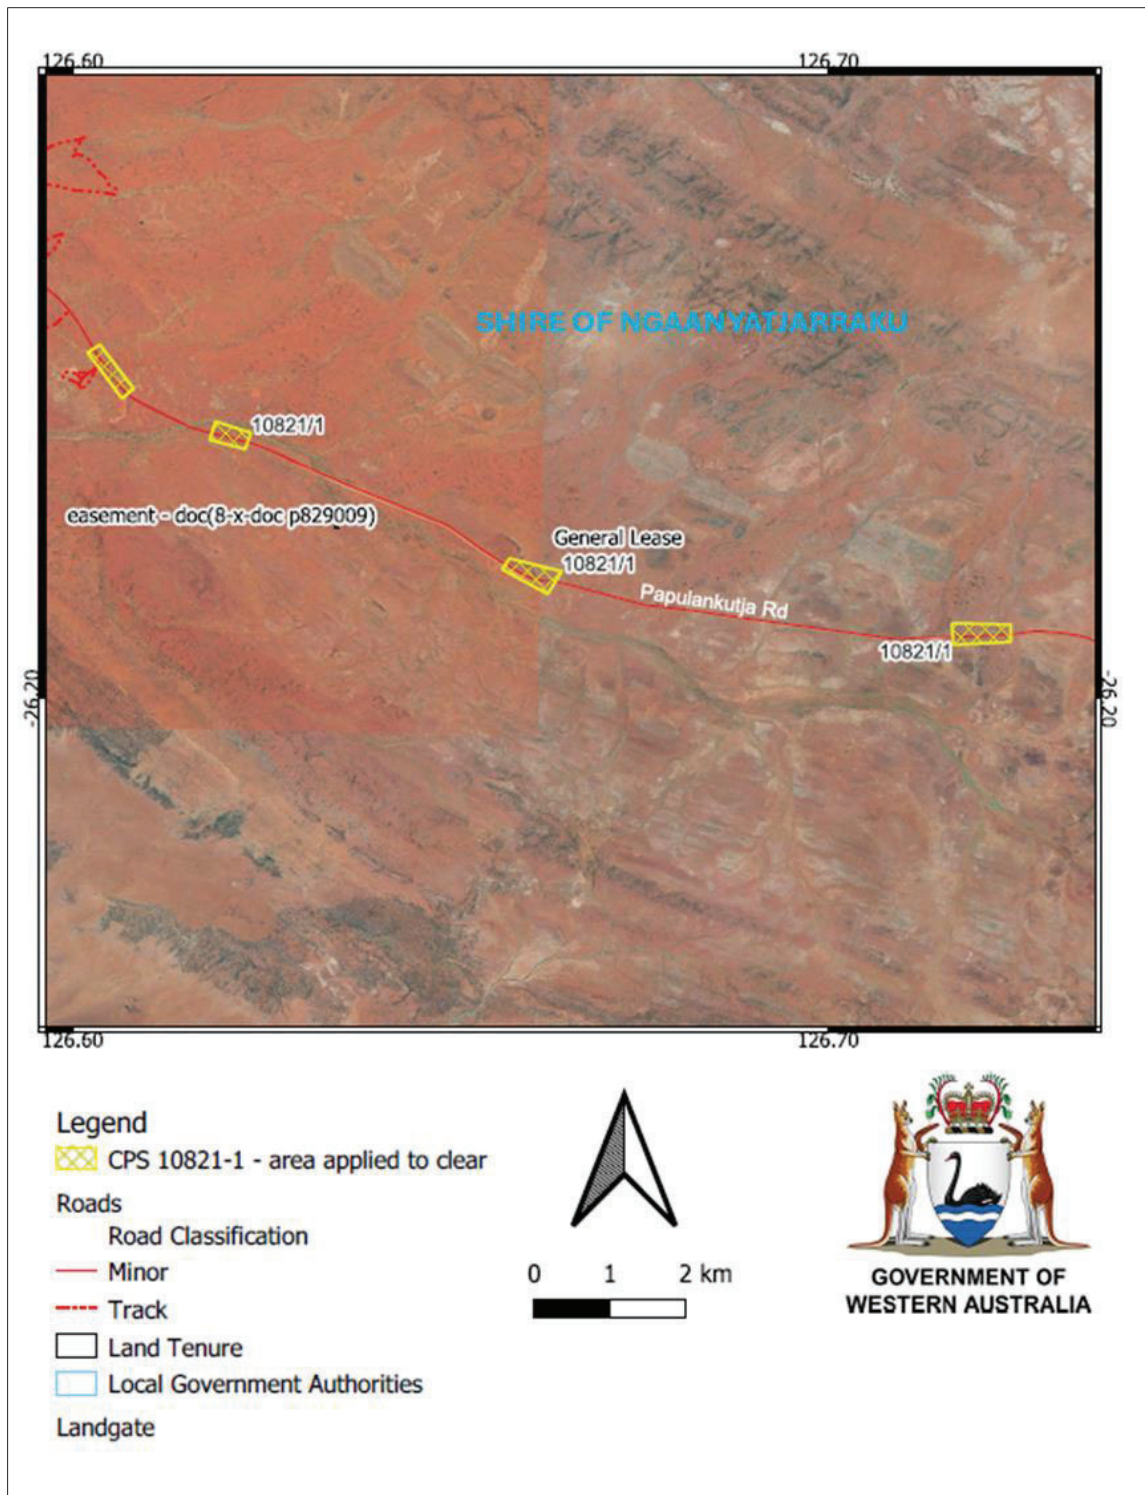 126.60
126.70
SHIRE OF NGAANYATJARRAKU
10821/1
easement - doc(8-x-doc p829009)
General Lease
10821/1
Papulankutja Rd
10821/1
-26.20
-26.20
126.60
126.70
Legend
CPS 10821-1 - area applied to clear
Roads
Road Classification
Minor
Track
Land Tenure
Local Government Authorities
Landgate
0 1 2 km
GOVERNMENT OF
WESTERN AUSTRALIA